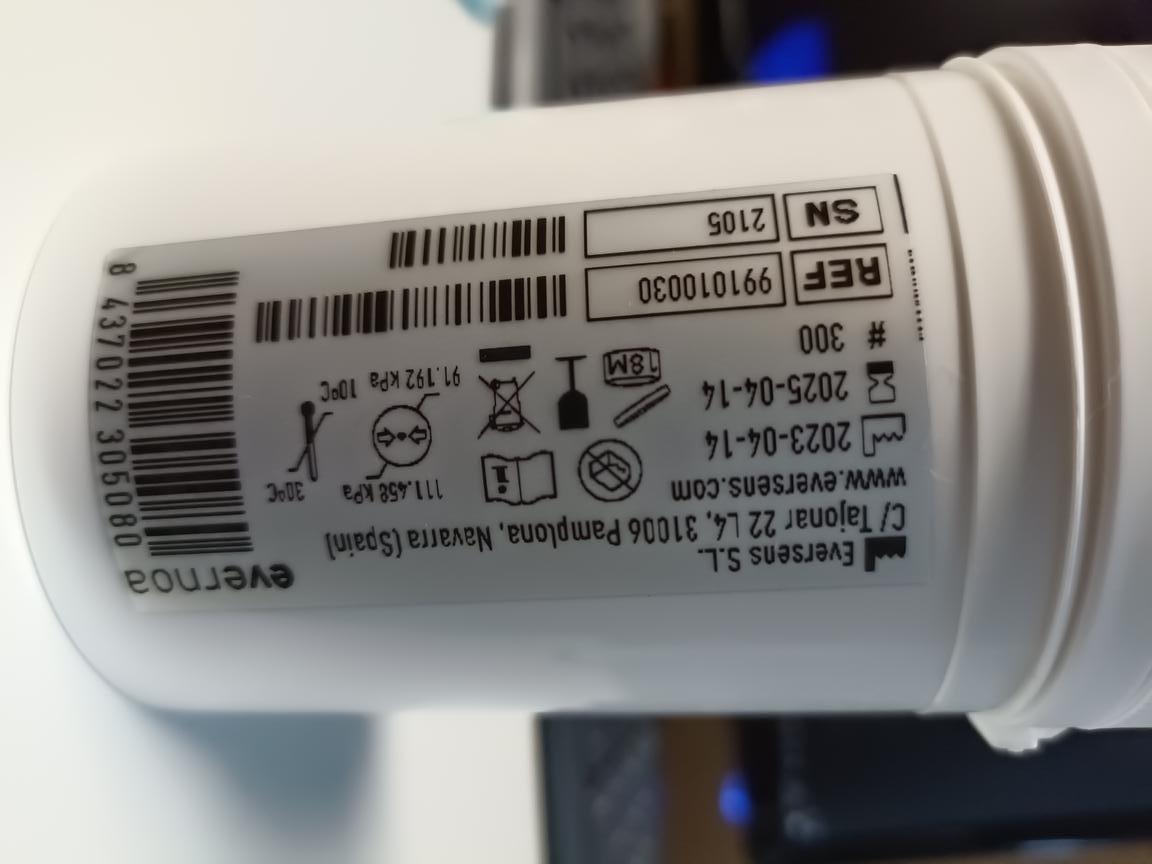 evernoa
Eversens S.L.
C/ Tajonar 22 L4, 31006 Pamplona, Navarra (Spain)
www.eversens.com
2023-04-14
2025-04-14
# 300
18M
111.458 kPa
91.192 kPa
30ºC
10ºC
REF 991010030
SN 2105
8 437022 305080